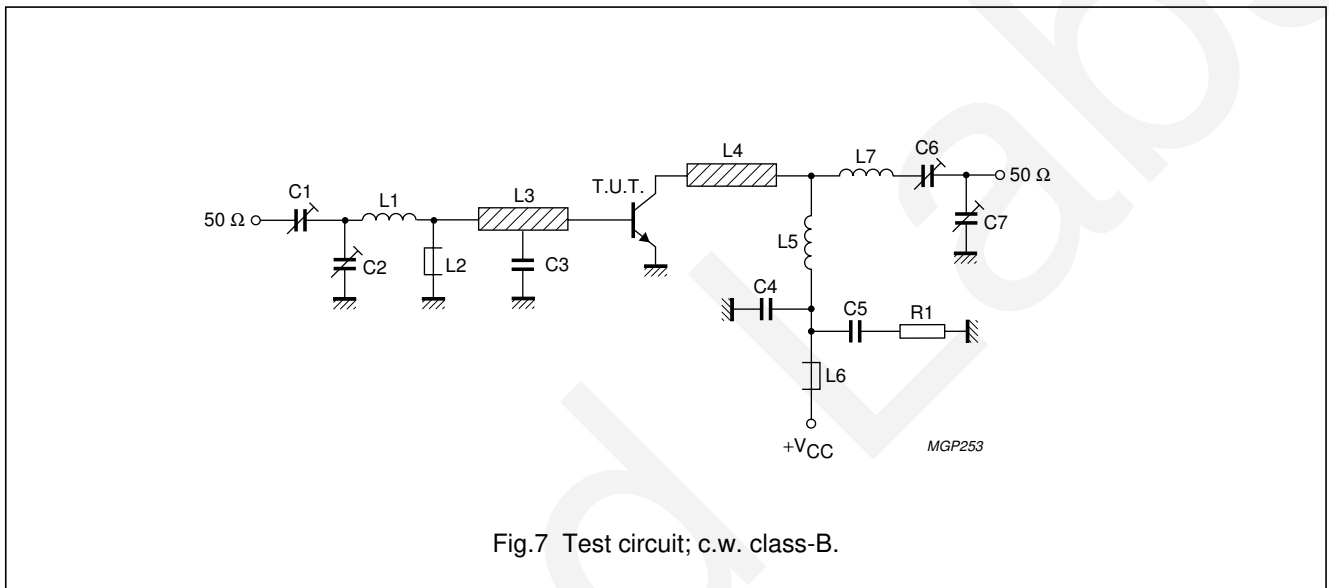 C6
L4
L7
50 Ω
T.U.T.
C1
L3
L1
50 Ω
C7
L5
C2
L2
C3
C4
C5
R1
L6
+VCC
MGP253
Fig.7 Test circuit; c.w. class-B.
d Labs